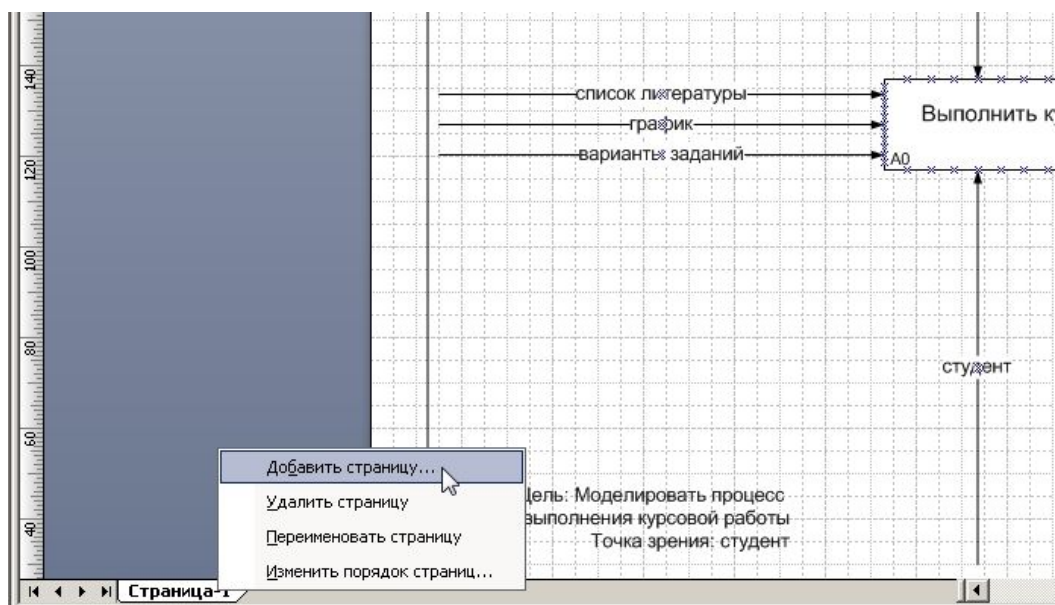 140
120
100
80
60
40
список литературы
график
варианты заданий
Выполнить к
A0
студент
Добавить страницу...
Удалить страницу
Переименовать страницу
Изменить порядок страниц...
Цель: Моделировать процесс
выполнения курсовой работы
Точка зрения: студент
Страница-1